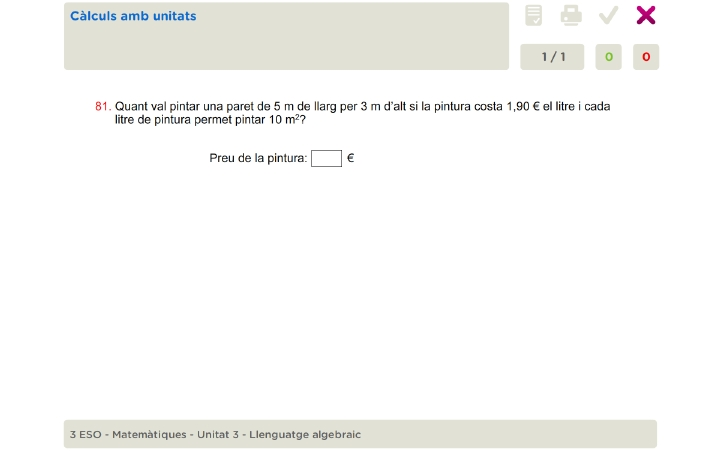 Càlculs amb unitats
1 / 1
0
0
81. Quant val pintar una paret de 5 m de llarg per 3 m d'alt si la pintura costa 1,90 € el litre i cada
litre de pintura permet pintar 10 m²?
Preu de la pintura: €
3 ESO - Matemàtiques - Unitat 3 - Llenguatge algebraic